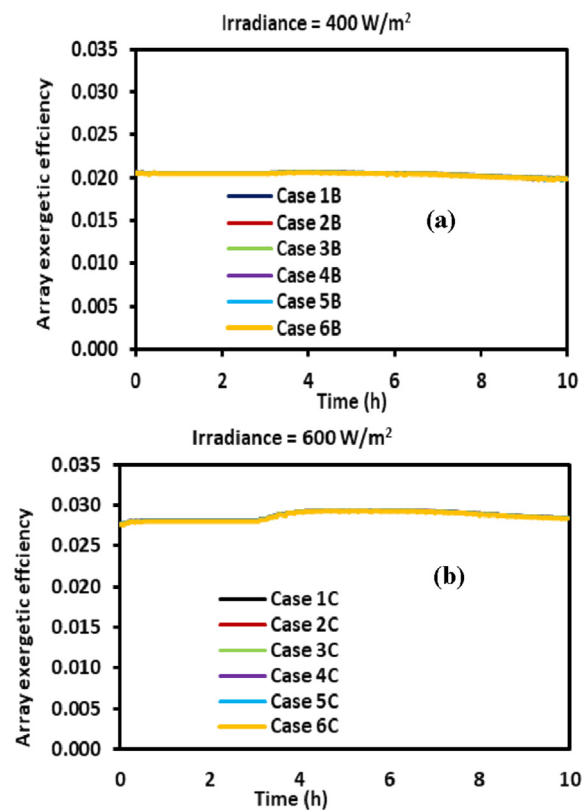 Irradiance = 400 W/m²
Array exergetic effciency
0.035
0.030
0.025
0.020
0.015
0.010
0.005
0.000
Case 1B
Case 2B
Case 3B
Case 4B
Case 5B
Case 6B
(a)
0 2 4 6 8 10
Time (h)
Irradiance = 600 W/m²
Array exergetic effciency
0.035
0.030
0.025
0.020
0.015
0.010
0.005
0.000
(b)
Case 1C
Case 2C
Case 3C
Case 4C
Case 5C
Case 6C
0 2 4 6 8 10
Time (h)